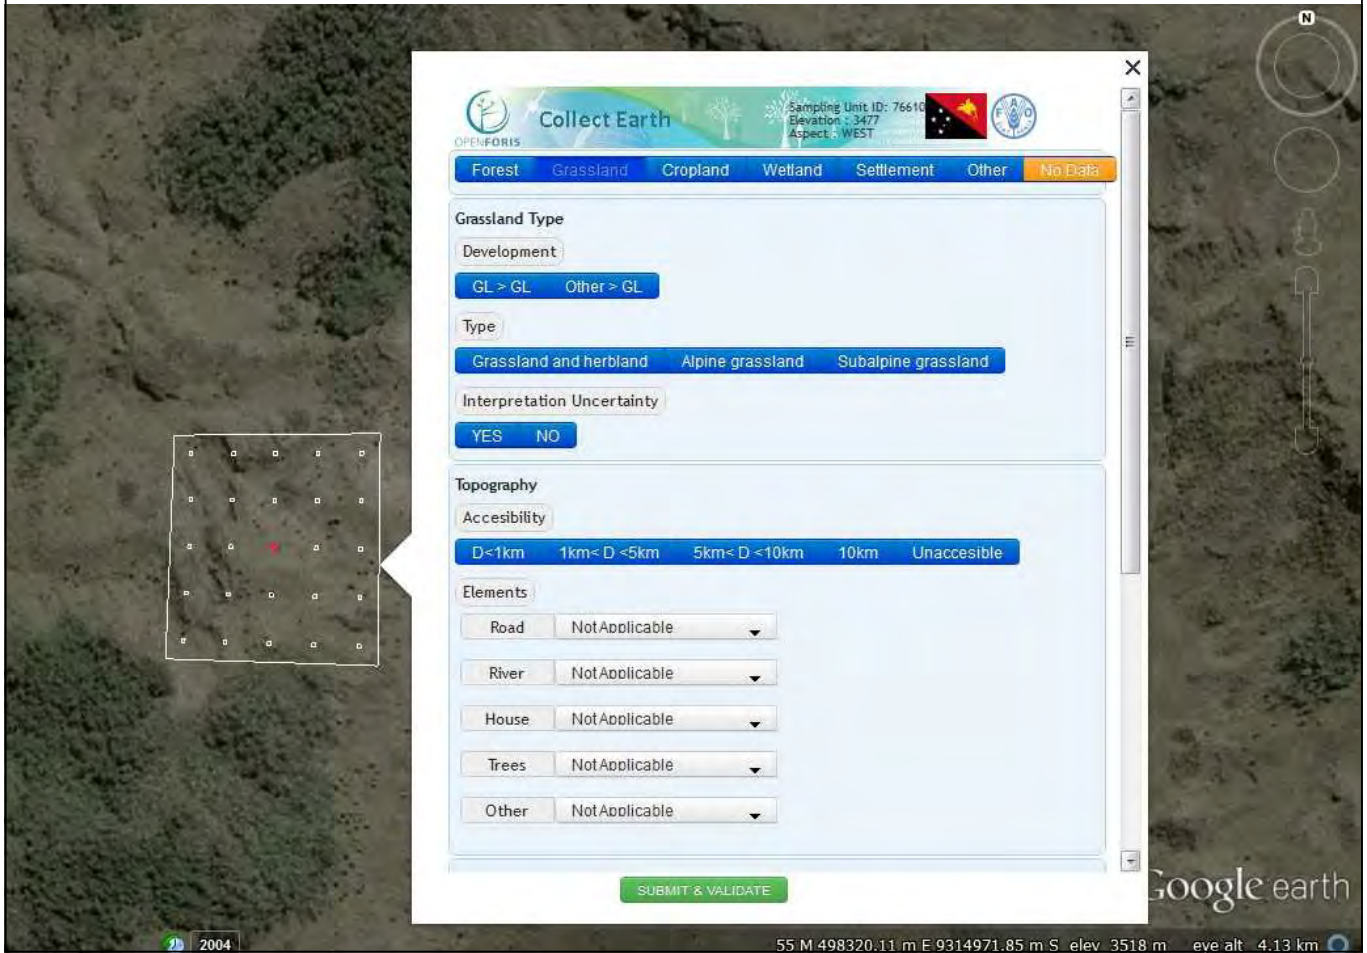 N
OPENFORIS
Collect Earth
Sampling Unit ID: 76610
Elevation : 3477
Aspect : WEST
FAO
Forest Grassland Cropland Wetland Settlement Other No Data
Grassland Type
Development
GL > GL Other > GL
Type
Grassland and herbland Alpine grassland Subalpine grassland
Interpretation Uncertainty
YES NO
Topography
Accesibility
D<1km 1km< D <5km 5km< D <10km 10km Unaccesible
Elements
Road Not Applicable
River Not Applicable
House Not Applicable
Trees Not Applicable
Other Not Applicable
SUBMIT & VALIDATE
Google earth
2004
55 M 498320.11 m E 9314971.85 m S elev 3518 m eye alt 4.13 km